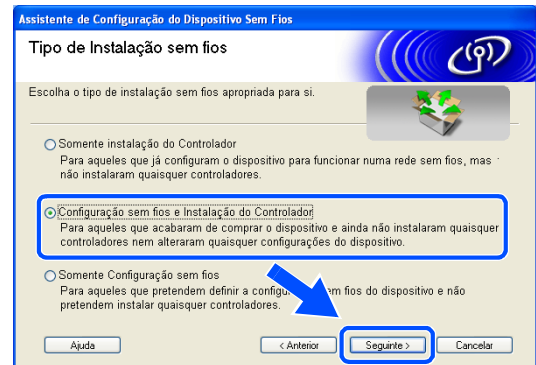 Assistente de Configuração do Dispositivo Sem Fios
Tipo de Instalação sem fios
Escolha o tipo de instalação sem fios apropriada para si.
Somente instalação do Controlador
Para aqueles que já configuram o dispositivo para funcionar numa rede sem fios, mas
não instalaram quaisquer controladores.
Configuração sem fios e Instalação do Controlador
Para aqueles que acabaram de comprar o dispositivo e ainda não instalaram quaisquer
controladores nem alteraram quaisquer configurações do dispositivo.
Somente Configuração sem fios
Para aqueles que pretendem definir a fios do dispositivo e não
pretendem instalar quaisquer controladores.
Ajuda
< Anterior
Seguinte >
Cancelar